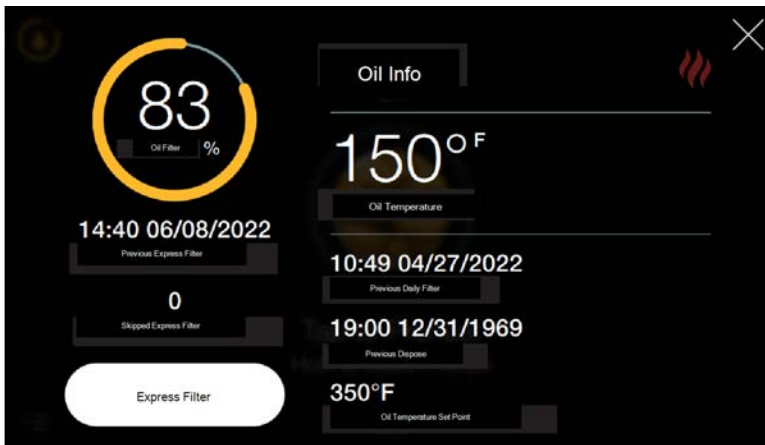 83
Oil Filter %
14:40 06/08/2022
Previous Express Filter
0
Skipped Express Filter
Express Filter
Oil Info
150° F
Oil Temperature
10:49 04/27/2022
Previous Daily Filter
19:00 12/31/1969
Previous Dispose
350°F
Oil Temperature Set Point